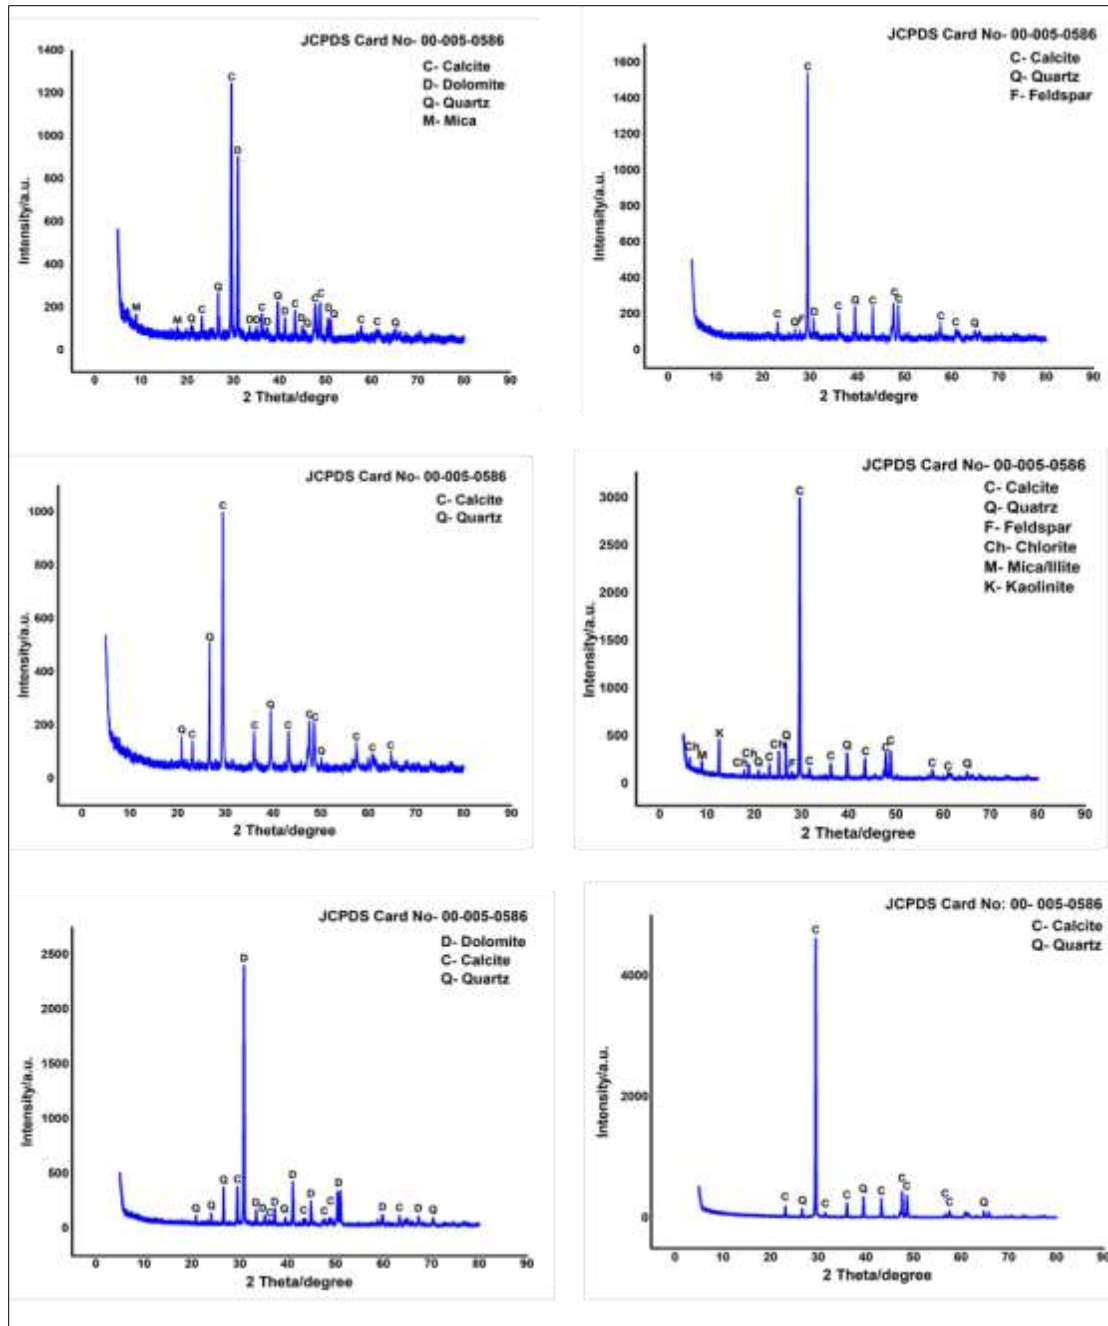 JCPDS Card No- 00-005-0586
C- Calcite
D- Dolomite
Q- Quartz
M- Mica
Intensity/a.u.
1400
1200
1000
800
600
400
200
0
C
D
Q
Q
M
M
Q
C
D
D
C
D
D
C
D
Q
C
C
D
Q
C
C
Q
0 10 20 30 40 50 60 70 80 90
2 Theta/degre
JCPDS Card No- 00-005-0586
C- Calcite
Q- Quartz
F- Feldspar
Intensity/a.u.
1600
1400
1200
1000
800
600
400
200
0
C
C
Q
F
D
C
Q
C
C
C
C
C
Q
0 10 20 30 40 50 60 70 80 90
2 Theta/degree
JCPDS Card No- 00-005-0586
C- Calcite
Q- Quartz
Intensity/a.u.
1000
800
600
400
200
0
C
Q
Q
C
C
Q
C
C
C
Q
C
C
C
0 10 20 30 40 50 60 70 80 90
2 Theta/degree
JCPDS Card No- 00-005-0586
C- Calcite
Q- Quatrz
F- Feldspar
Ch- Chlorite
M- Mica/Illite
K- Kaolinite
Intensity/a.u.
3000
2500
2000
1500
1000
500
0
C
Ch
M
K
Ch
Ch
Q
C
Ch
Q
F
C
C
Q
C
C
C
C
C
Q
0 10 20 30 40 50 60 70 80 90
2 Theta/degree
JCPDS Card No- 00-005-0586
D- Dolomite
C- Calcite
Q- Quartz
Intensity/a.u.
2500
2000
1500
1000
500
0
D
Q
Q
Q
C
D
D
C
D
Q
D
C
D
C
C
D
D
C
D
Q
0 10 20 30 40 50 60 70 80 90
2 Theta/degree
JCPDS Card No: 00- 005-0586
C- Calcite
Q- Quartz
Intensity/a.u.
4000
2000
0
C
C
Q
C
C
Q
C
C
C
C
C
Q
0 10 20 30 40 50 60 70 80 90
2 Theta/degree